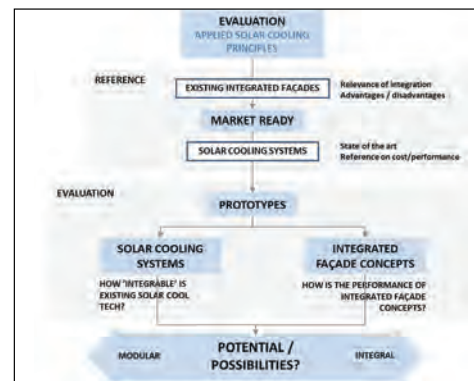 EVALUATION
APPLIED SOLAR COOLING
PRINCIPLES
REFERENCE
EXISTING INTEGRATED FAÇADES
Relevance of integration
Advantages / disadvantages
MARKET READY
SOLAR COOLING SYSTEMS
State of the art
Reference on cost/performance
EVALUATION
PROTOTYPES
SOLAR COOLING
SYSTEMS
INTEGRATED
FAÇADE CONCEPTS
HOW 'INTEGRABLE' IS
EXISTING SOLAR COOL
TECH?
HOW IS THE PERFORMANCE OF
INTEGRATED FAÇADE
CONCEPTS?
MODULAR
POTENTIAL /
POSSIBILITIES?
INTEGRAL